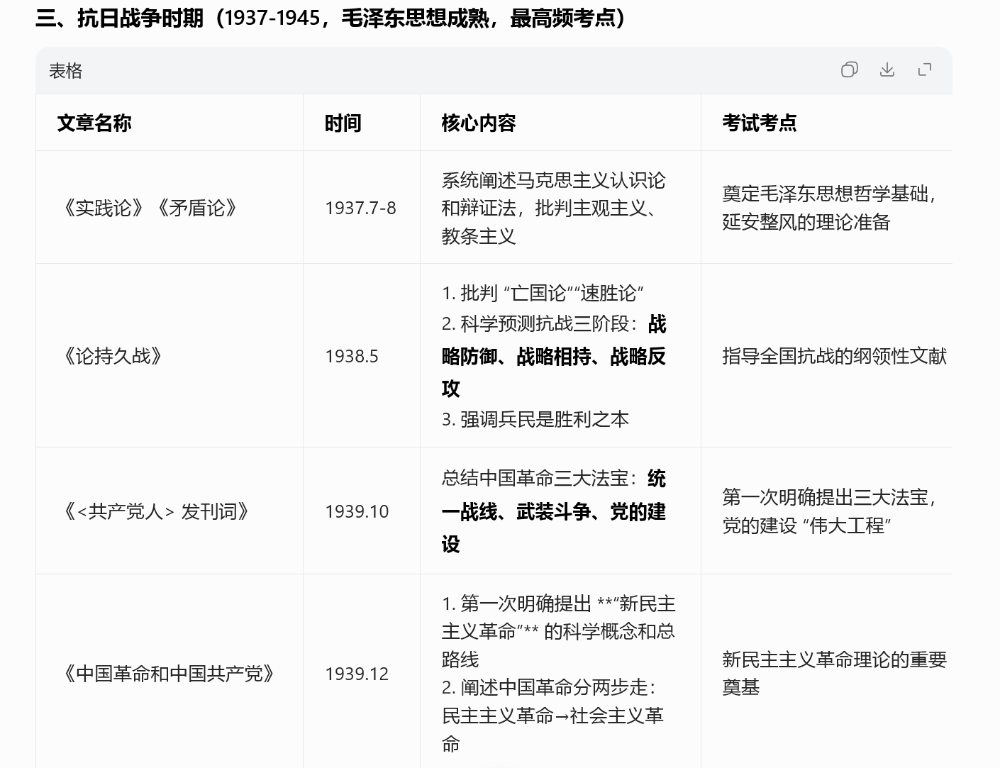 三、抗日战争时期（1937-1945，毛泽东思想成熟，最高频考点）
表格
文章名称
时间
核心内容
考试考点
《实践论》《矛盾论》
1937.7-8
系统阐述马克思主义认识论
和辩证法，批判主观主义、
教条主义
奠定毛泽东思想哲学基础，
延安整风的理论准备
《论持久战》
1938.5
1. 批判 “亡国论”“速胜论”
2. 科学预测抗战三阶段：战
略防御、战略相持、战略反
攻
3. 强调兵民是胜利之本
指导全国抗战的纲领性文献
《<共产党人> 发刊词》
1939.10
总结中国革命三大法宝：统
一战线、武装斗争、党的建
设
第一次明确提出三大法宝，
党的建设 “伟大工程”
《中国革命和中国共产党》
1939.12
1. 第一次明确提出 **“新民主
主义革命”** 的科学概念和总
路线
2. 阐述中国革命分两步走：
民主主义革命→社会主义革
命
新民主主义革命理论的重要
奠基